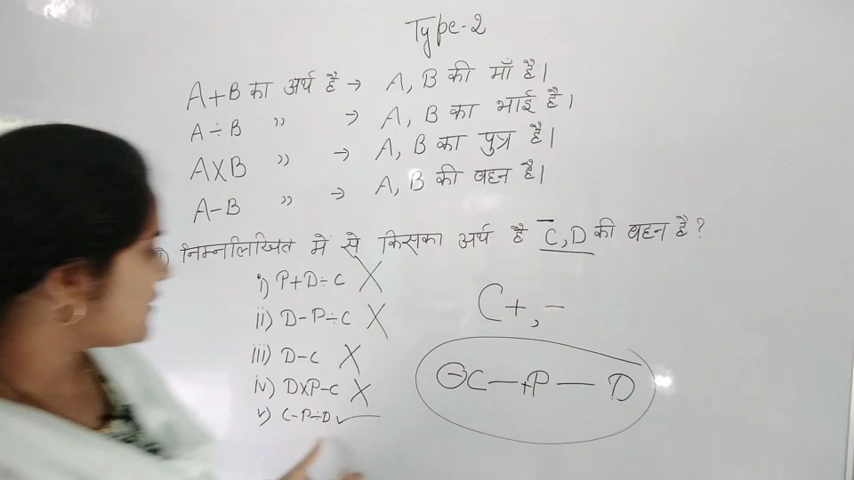 Type-2
A+B का अर्थ है → A, B की माँ है।
A÷B " → A, B का भाई है।
A×B " → A, B का पुत्र है।
A-B " → A, B की बहन है।
निम्नलिखित में से किसका अर्थ है C, D की बहन है?
i) P+D÷C ✗
ii) D-P÷C ✗
iii) D-C ✗
iv) D×P-C ✗
v) C-P÷D ✓
C+, -
⊖C—+P—D